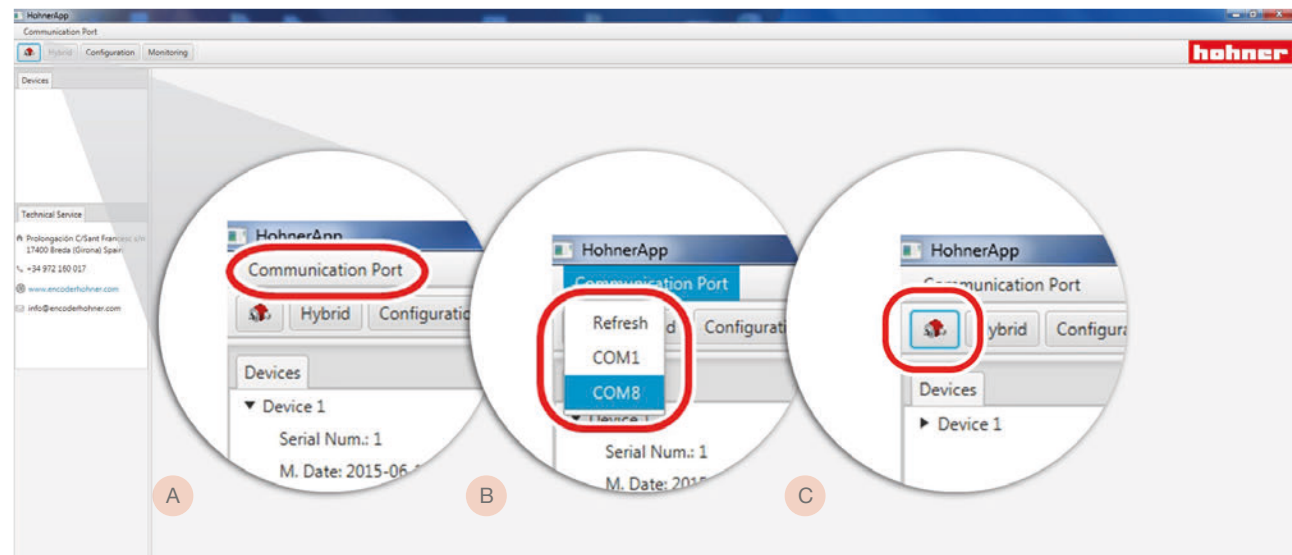 HohnerApp
Communication Port
Hybrid Configuration Monitoring
hohner
Devices
Technical Service
Prolongación C/Sant Francesc s/n
17400 Breda (Girona) Spain
+34 972 160 017
www.encoderhohner.com
info@encoderhohner.com
HohnerApp
Communication Port
Hybrid Configuratio
Devices
Device 1
Serial Num.: 1
M. Date: 2015-06-
A
HohnerApp
Communication Port
Refresh
COM1
COM8
d Configurati
Device 1
Serial Num.: 1
M. Date: 201
B
HohnerApp
Communication Port
ybrid Configura
Devices
Device 1
C